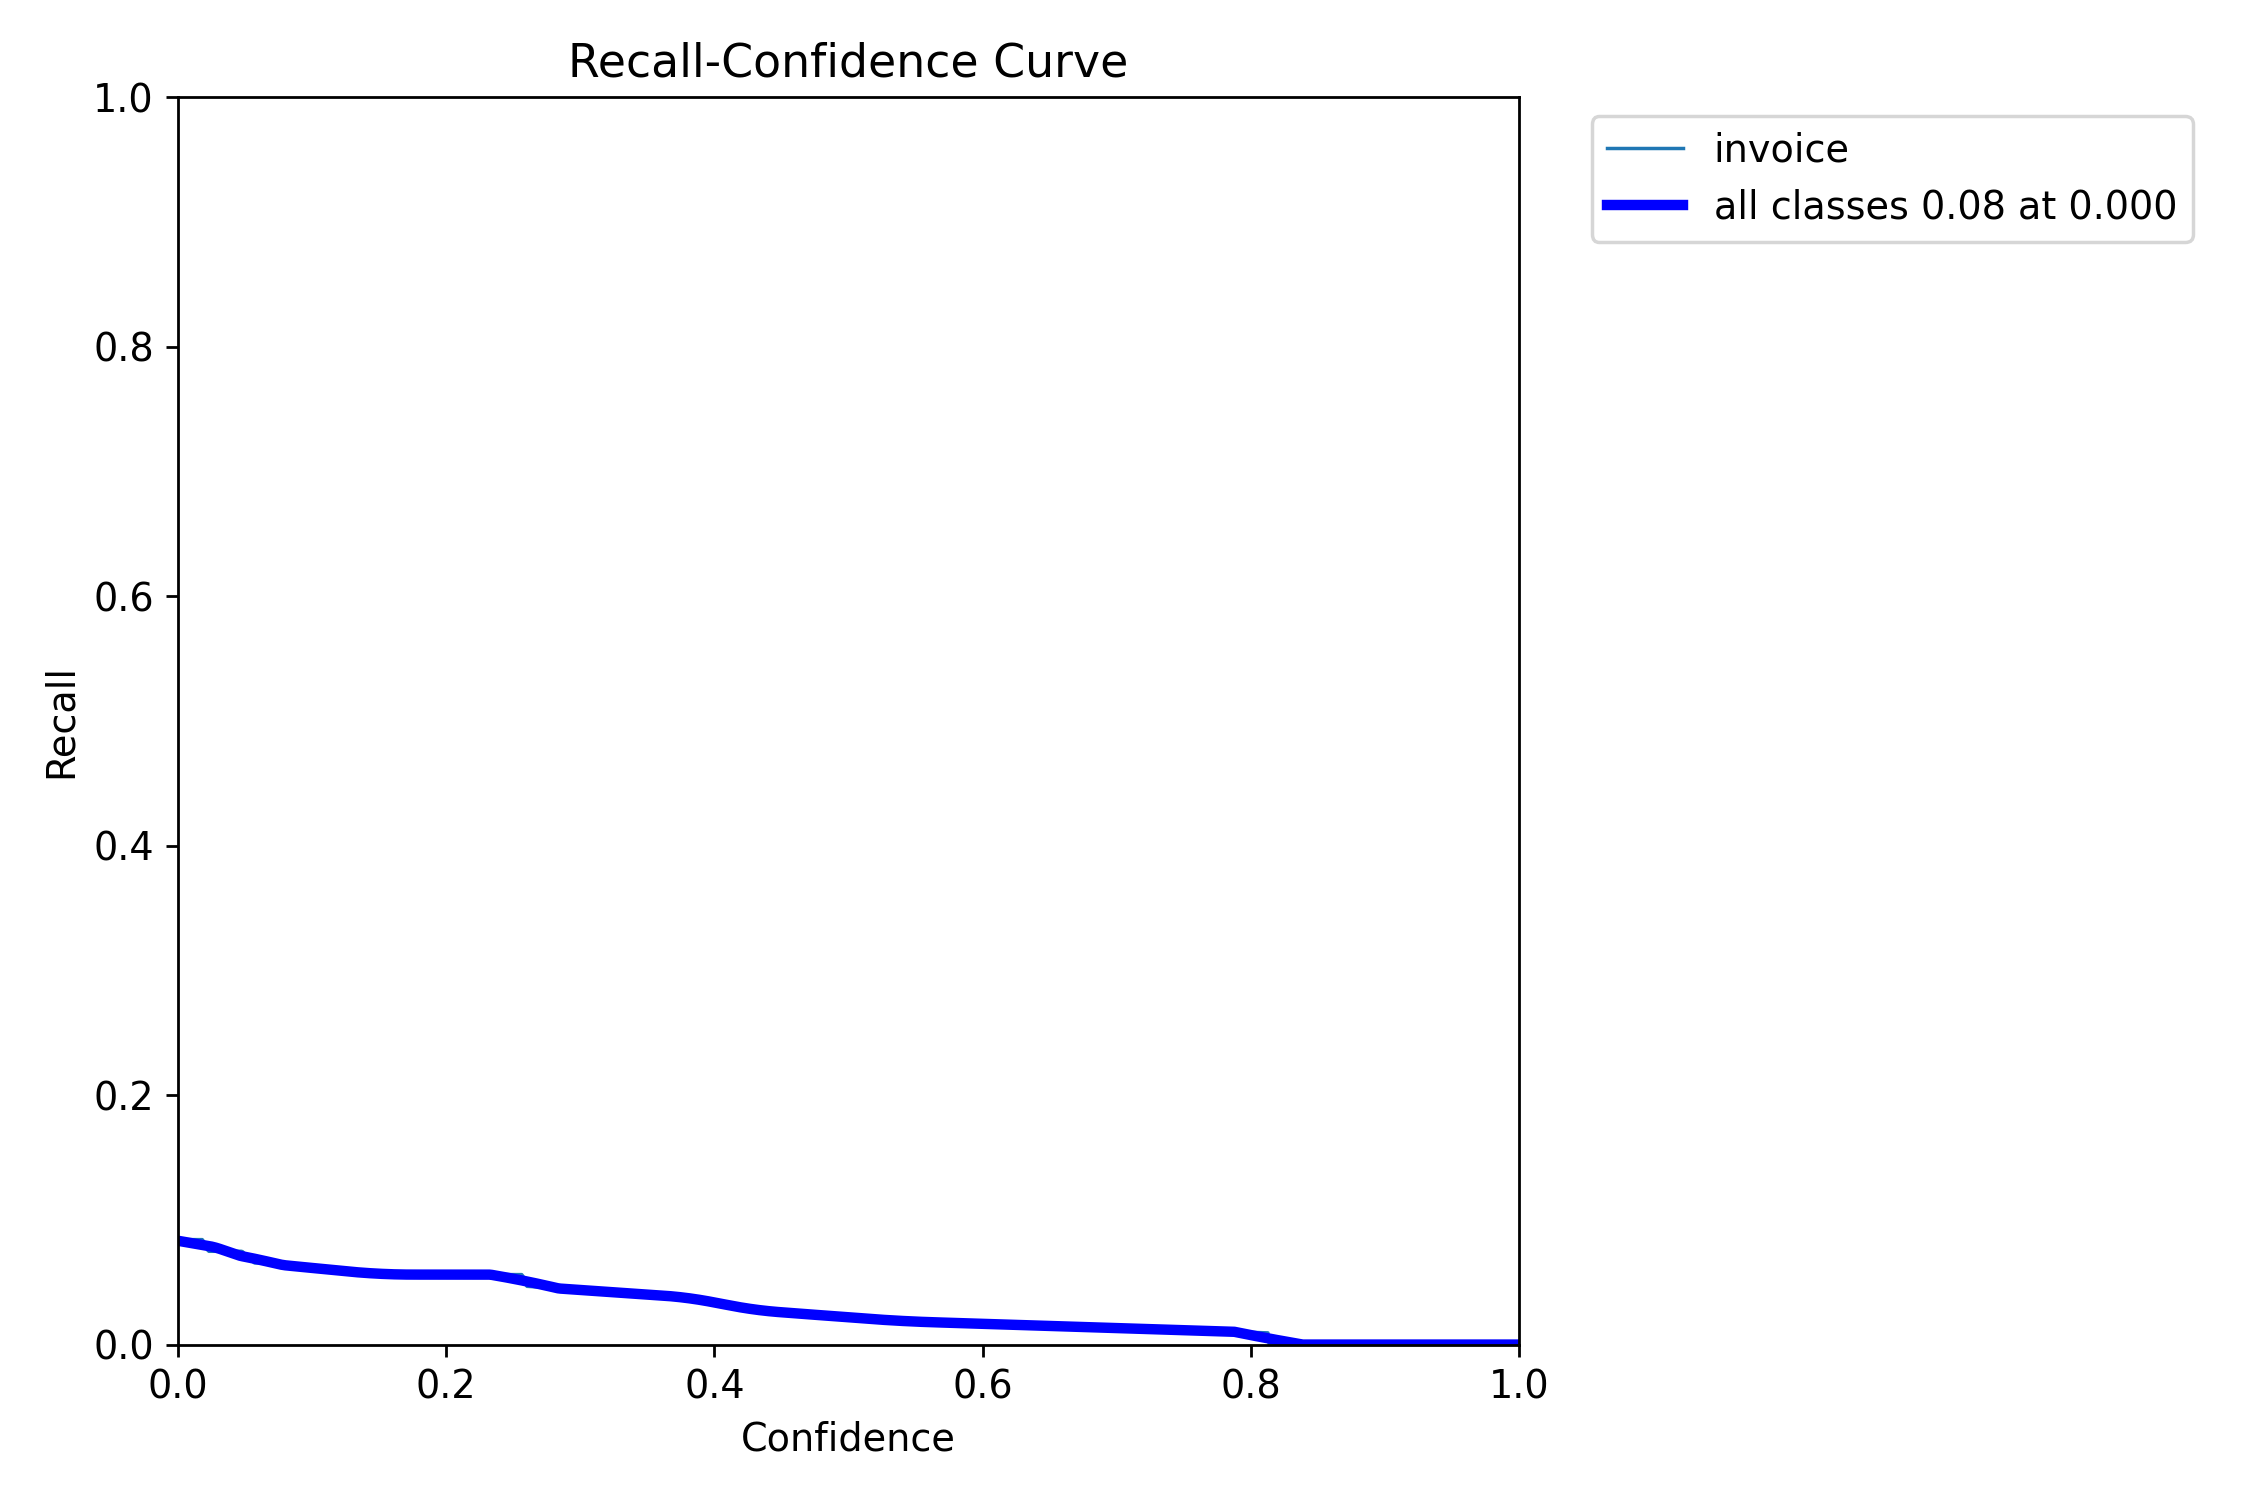 Recall-Confidence Curve
1.0
0.8
0.6
0.4
0.2
0.0
Recall
0.0 0.2 0.4 0.6 0.8 1.0
Confidence
invoice
all classes 0.08 at 0.000